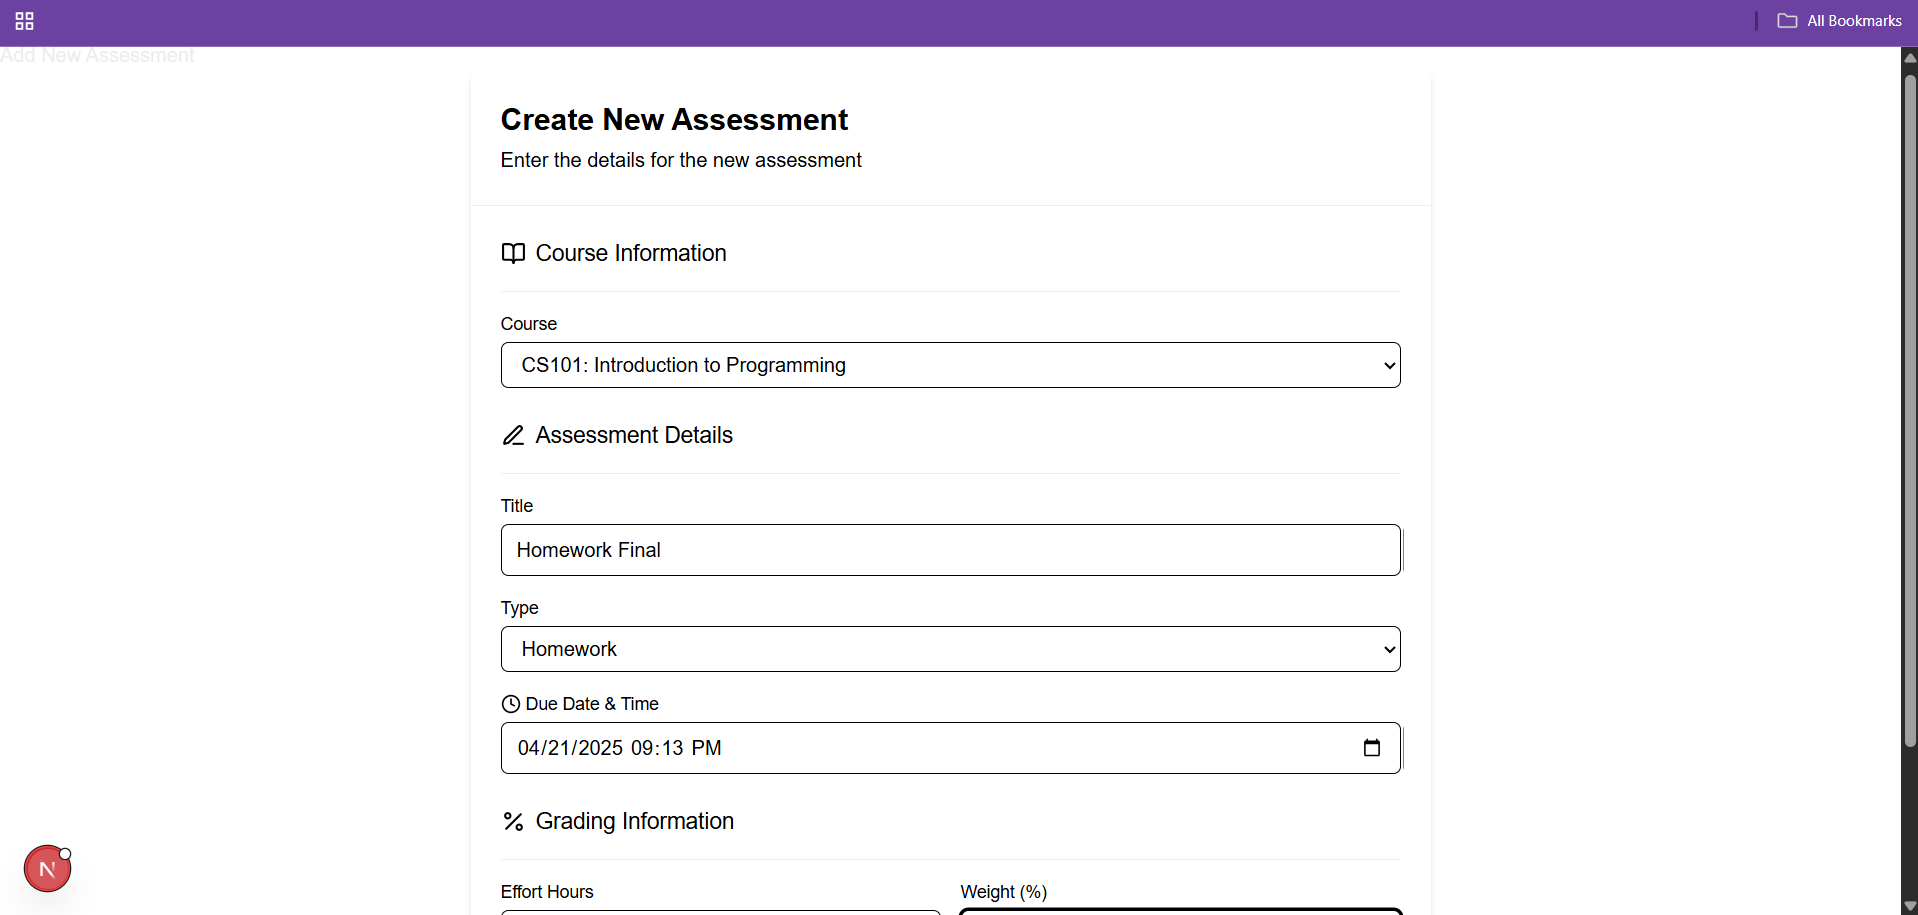 All Bookmarks
Add New Assessment
Create New Assessment
Enter the details for the new assessment
Course Information
Course
CS101: Introduction to Programming
Assessment Details
Title
Homework Final
Type
Homework
Due Date & Time
04/21/2025 09:13 PM
% Grading Information
Effort Hours
Weight (%)
N